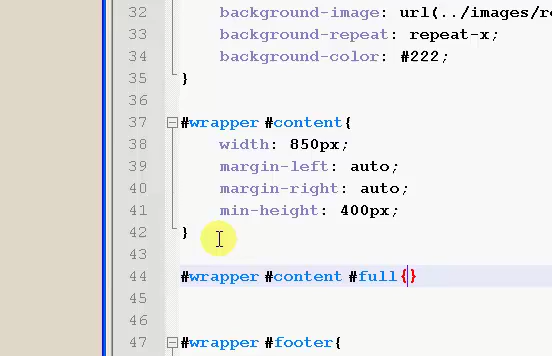 32 background-image: url(../images/
33 background-repeat: repeat-x;
34 background-color: #222;
35 }
36
37 #wrapper #content{
38 width: 850px;
39 margin-left: auto;
40 margin-right: auto;
41 min-height: 400px;
42 }
43
44 #wrapper #content #full{}
45
46
47 #wrapper #footer{